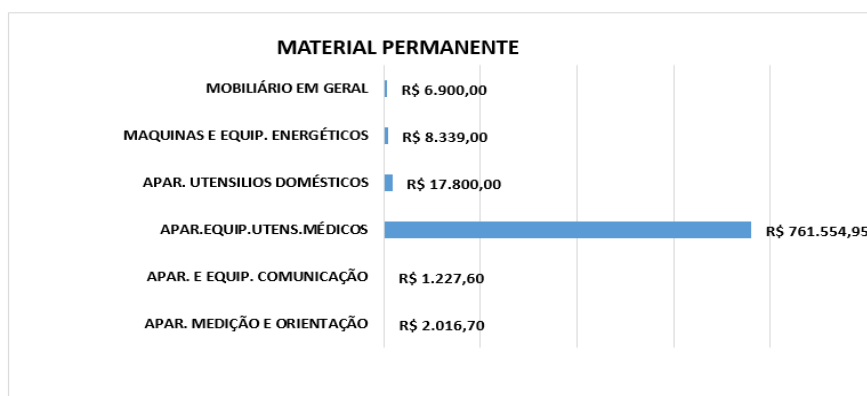 MATERIAL PERMANENTE
MOBILIÁRIO EM GERAL R$ 6.900,00
MAQUINAS E EQUIP. ENERGÉTICOS R$ 8.339,00
APAR. UTENSILIOS DOMÉSTICOS R$ 17.800,00
APAR.EQUIP.UTENS.MÉDICOS R$ 761.554,95
APAR. E EQUIP. COMUNICAÇÃO R$ 1.227,60
APAR. MEDIÇÃO E ORIENTAÇÃO R$ 2.016,70